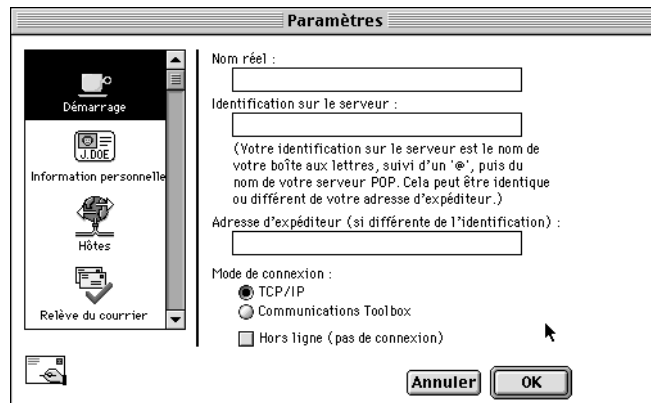 Paramètres
Démarrage
J.DOE
Information personnelle
Hôtes
Relève du courrier
Nom réel :
Identification sur le serveur :
(Votre identification sur le serveur est le nom de
votre boîte aux lettres, suivi d'un '@', puis du
nom de votre serveur POP. Cela peut être identique
ou différent de votre adresse d'expéditeur.)
Adresse d'expéditeur (si différente de l'identification) :
Mode de connexion :
TCP/IP
Communications Toolbox
Hors ligne (pas de connexion)
Annuler
OK